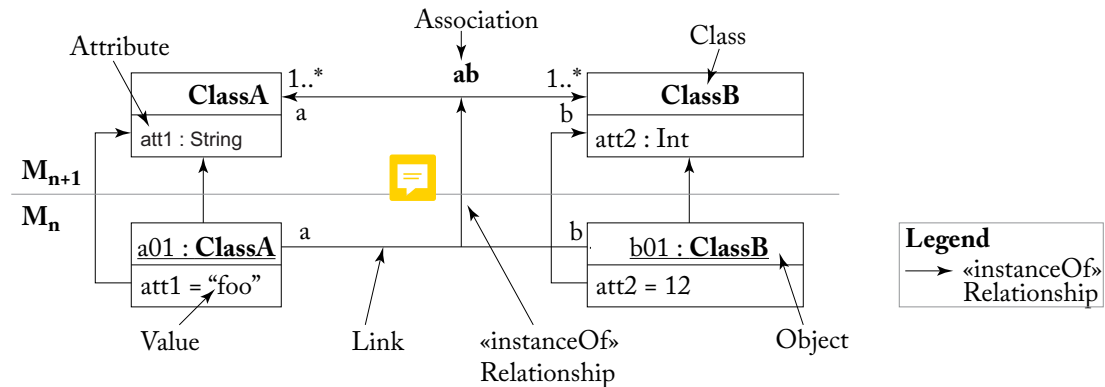 Association
Attribute
Class
1..*
ab
1..*
ClassA
ClassB
a
b
att1 : String
att2 : Int
Mn+1
Mn
a
b
a01 : ClassA
b01 : ClassB
att1 = “foo”
att2 = 12
Legend
«instanceOf»
Relationship
Value
Link
«instanceOf»
Relationship
Object